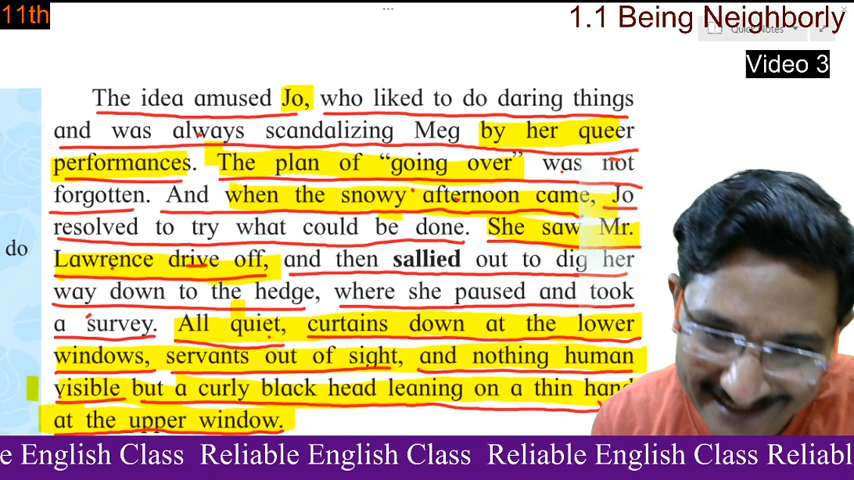 11th
1.1 Being Neighborly
Quick Notes
Video 3
The idea amused Jo, who liked to do daring things
and was always scandalizing Meg by her queer
performances. The plan of “going over” was not
forgotten. And when the snowy afternoon came, Jo
resolved to try what could be done. She saw Mr.
do
Lawrence drive off, and then sallied out to dig her
way down to the hedge, where she paused and took
a survey. All quiet, curtains down at the lower
windows, servants out of sight, and nothing human
visible but a curly black head leaning on a thin hand
at the upper window.
e English Class Reliable English Class Reliable English Class Reliabl